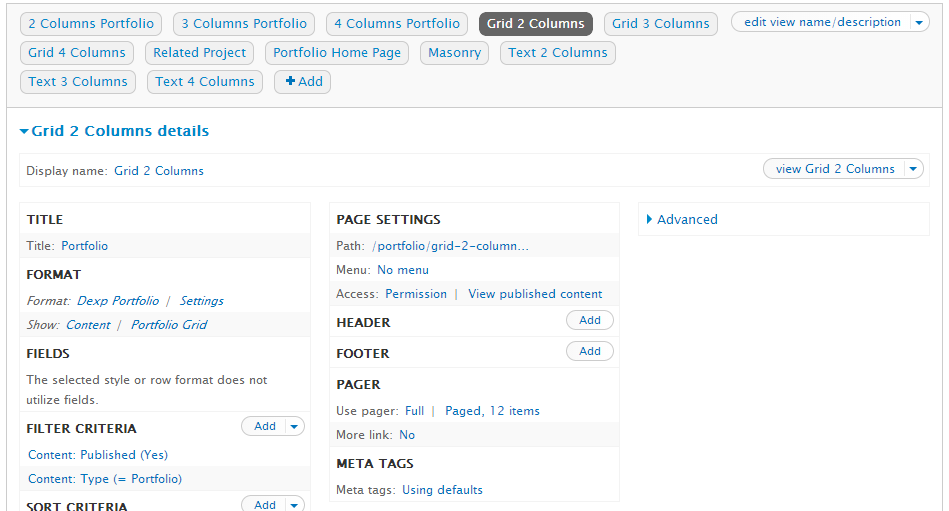 2 Columns Portfolio 3 Columns Portfolio 4 Columns Portfolio Grid 2 Columns Grid 3 Columns edit view name/description
Grid 4 Columns Related Project Portfolio Home Page Masonry Text 2 Columns
Text 3 Columns Text 4 Columns +Add
Grid 2 Columns details
Display name: Grid 2 Columns view Grid 2 Columns
TITLE
Title: Portfolio
FORMAT
Format: Dexp Portfolio | Settings
Show: Content | Portfolio Grid
FIELDS
The selected style or row format does not
utilize fields.
FILTER CRITERIA Add
Content: Published (Yes)
Content: Type (= Portfolio)
SORT CRITERIA Add
PAGE SETTINGS
Path: /portfolio/grid-2-column...
Menu: No menu
Access: Permission | View published content
HEADER Add
FOOTER Add
PAGER
Use pager: Full | Paged, 12 items
More link: No
META TAGS
Meta tags: Using defaults
Advanced